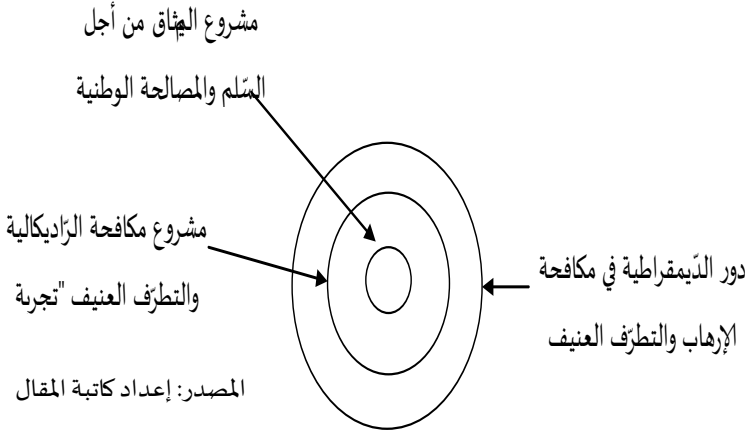 مشروع الميثاق من أجل
السّلم والمصالحة الوطنية
مشروع مكافحة الرّاديكالية
والتطرّف العنيف "تجربة
دور الدّيمقراطية في مكافحة
الإرهاب والتطرّف العنيف
المصدر: إعداد كاتبة المقال